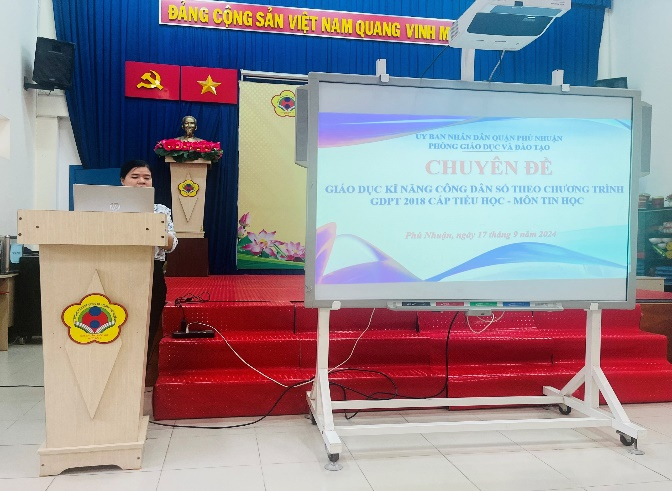 ĐẢNG CỘNG SẢN VIỆT NAM QUANG VINH M
ỦY BAN NHÂN DÂN QUẬN PHÚ NHUẬN
PHÒNG GIÁO DỤC VÀ ĐÀO TẠO
CHUYÊN ĐỀ
GIÁO DỤC KĨ NĂNG CÔNG DÂN SỐ THEO CHƯƠNG TRÌNH
GDPT 2018 CẤP TIỂU HỌC - MÔN TIN HỌC
Phú Nhuận, ngày 17 tháng 9 năm 2024